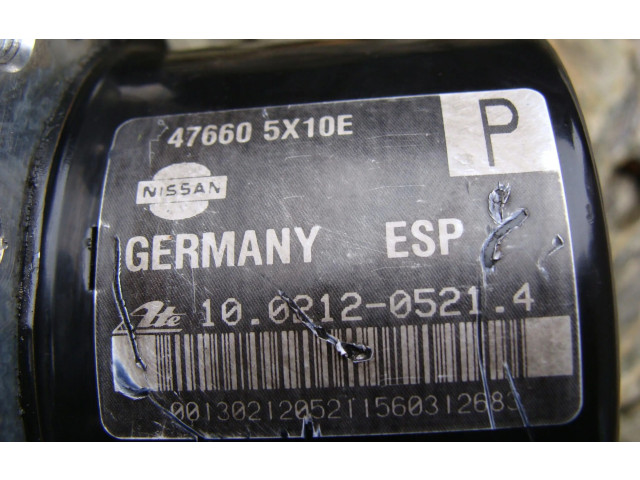 47660 5X10E
P
NISSAN
GERMANY ESP
Ate 10.0212-0521.4
0013021205211560312683